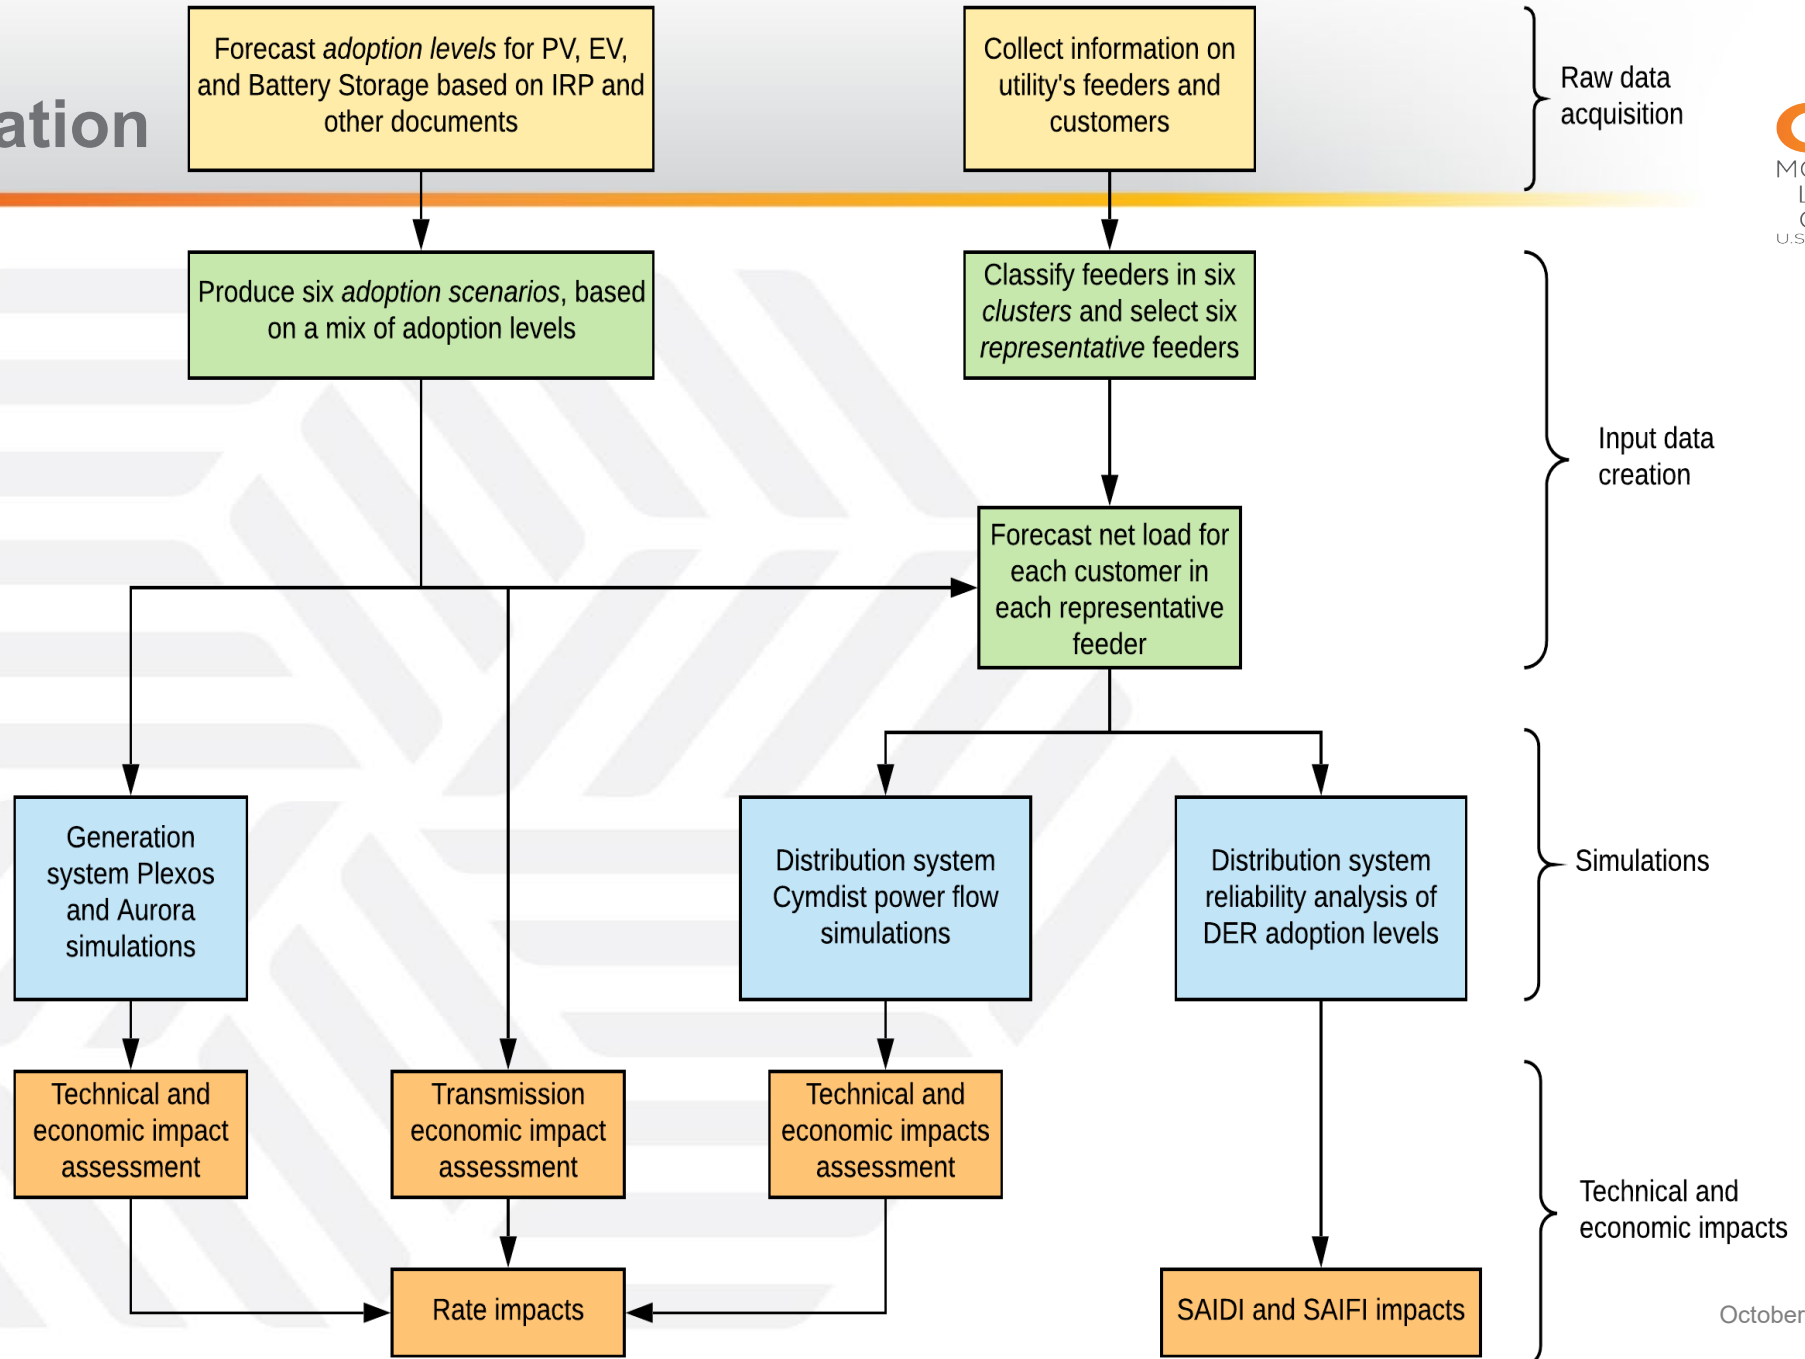 Forecast adoption levels for PV, EV,
and Battery Storage based on IRP and
other documents
Collect information on
utility's feeders and
customers
Raw data
acquisition
ation
Produce six adoption scenarios, based
on a mix of adoption levels
Classify feeders in six
clusters and select six
representative feeders
Input data
creation
Forecast net load for
each customer in
each representative
feeder
Generation
system Plexos
and Aurora
simulations
Distribution system
Cymdist power flow
simulations
Distribution system
reliability analysis of
DER adoption levels
Simulations
Technical and
economic impact
assessment
Transmission
economic impact
assessment
Technical and
economic impacts
assessment
Technical and
economic impacts
Rate impacts
SAIDI and SAIFI impacts
October